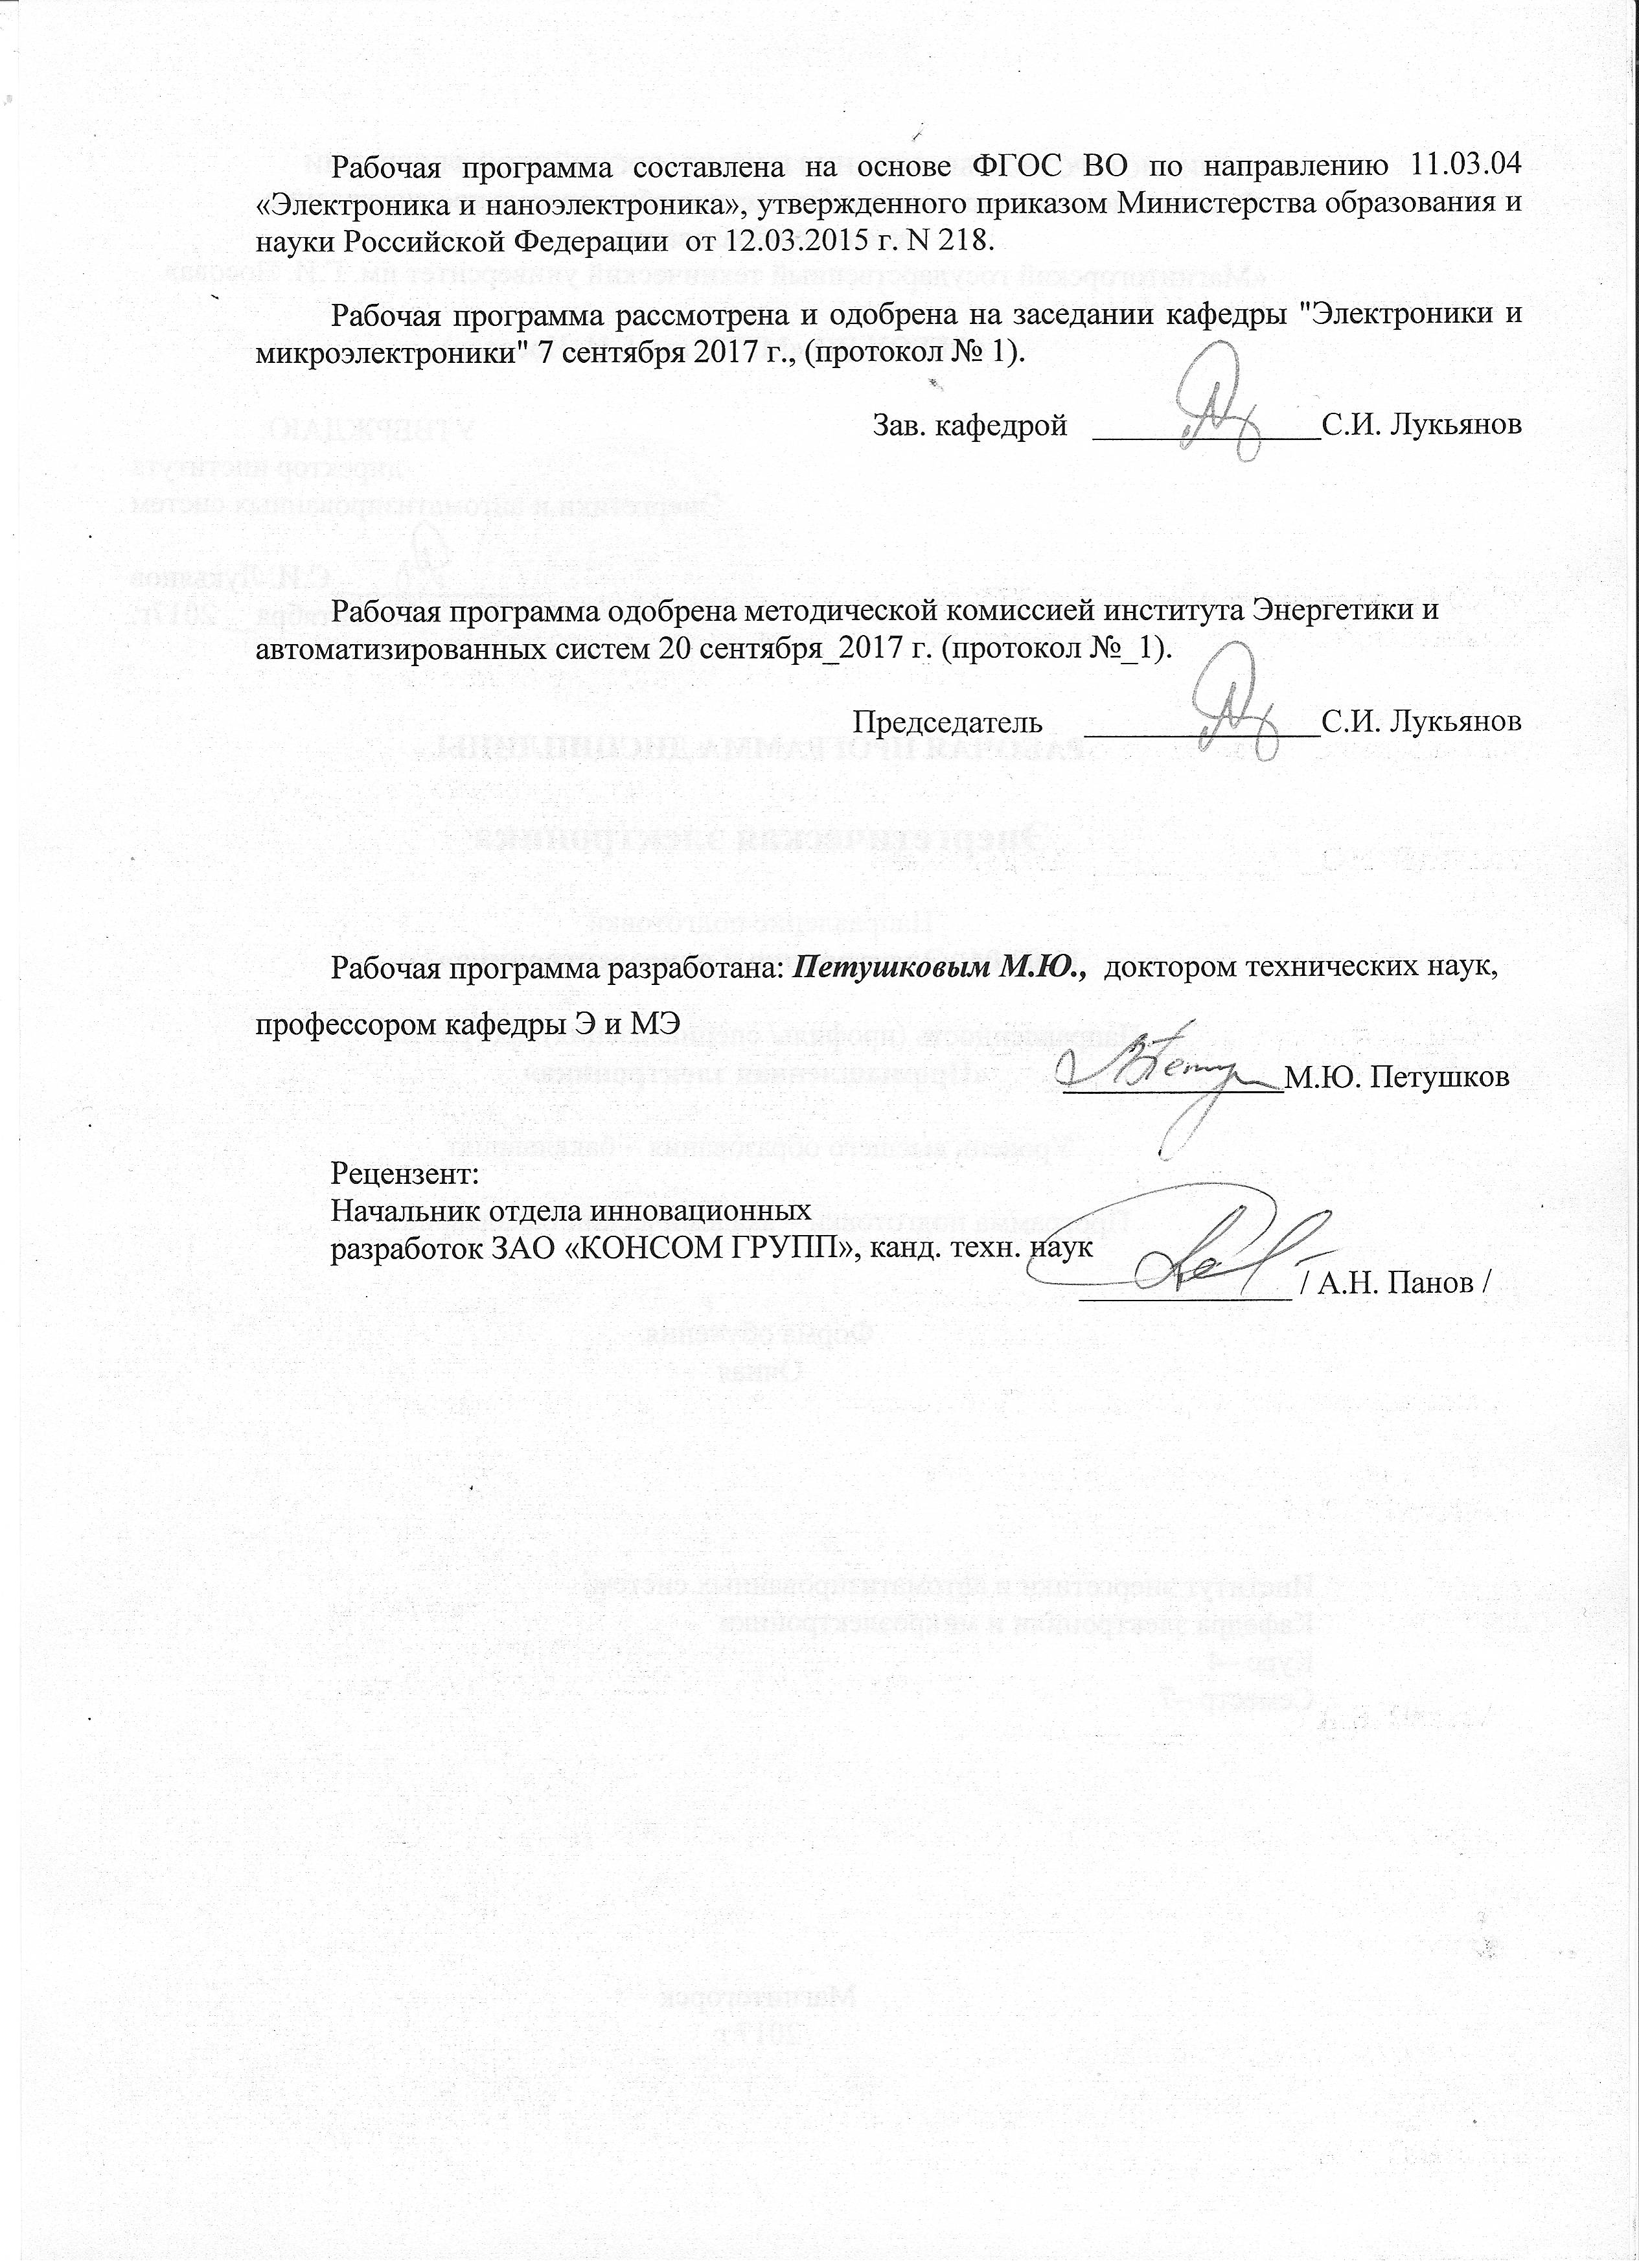 Рабочая программа составлена на основе ФГОС ВО по направлению 11.03.04
«Электроника и наноэлектроника», утвержденного приказом Министерства образования и
науки Российской Федерации от 12.03.2015 г. N 218.
Рабочая программа рассмотрена и одобрена на заседании кафедры "Электроники и
микроэлектроники" 7 сентября 2017 г., (протокол № 1).
Зав. кафедрой ______________С.И. Лукьянов
Рабочая программа одобрена методической комиссией института Энергетики и
автоматизированных систем 20 сентября_2017 г. (протокол №_1).
Председатель ______________С.И. Лукьянов
Рабочая программа разработана: Петушковым М.Ю., доктором технических наук,
профессором кафедры Э и МЭ
_____________М.Ю. Петушков
Рецензент:
Начальник отдела инновационных
разработок ЗАО «КОНСОМ ГРУПП», канд. техн. наук
_____________ / А.Н. Панов /